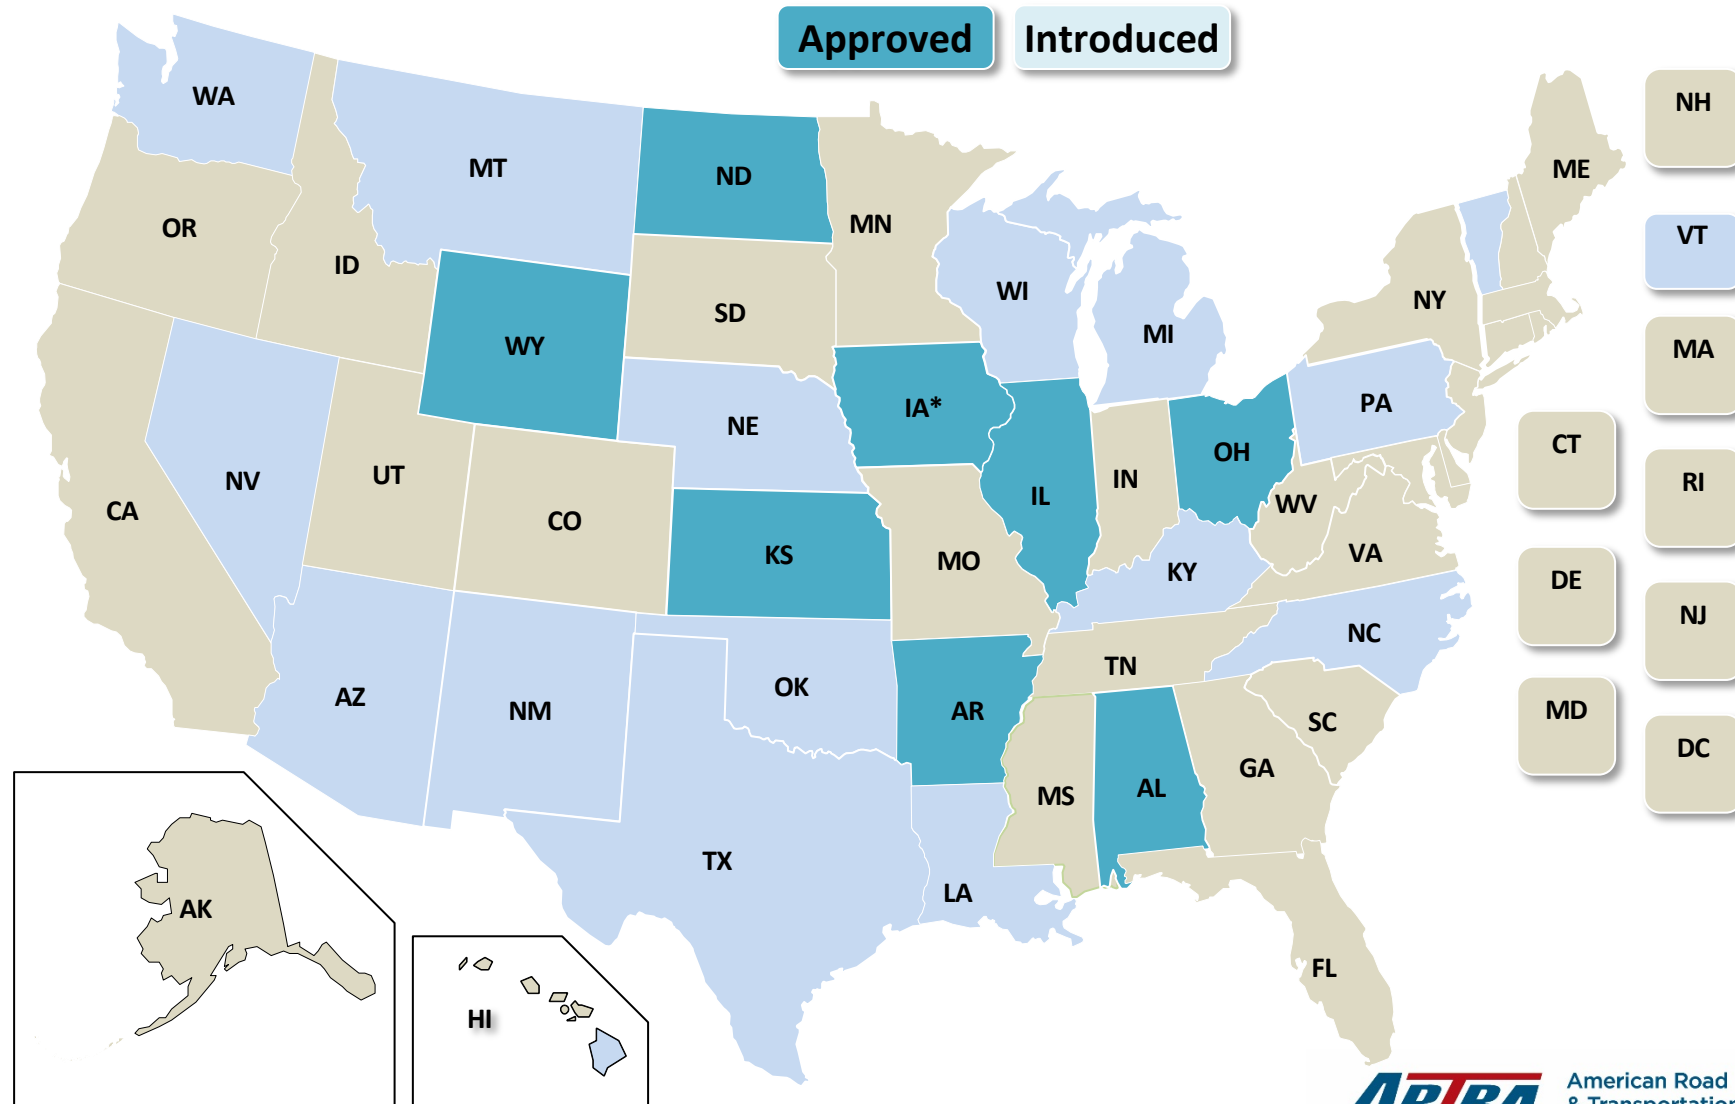 Approved Introduced
WA
MT
ND
MN
ME
NH
OR
ID
SD
WI
MI
NY
VT
WY
NE
IA*
PA
MA
NV
UT
CO
KS
MO
IL
IN
OH
WV
VA
CT
RI
CA
KY
NC
DE
NJ
AZ
NM
OK
AR
TN
SC
MD
DC
TX
LA
MS
AL
GA
FL
AK
HI
ARTBA
American Road
& Transportation